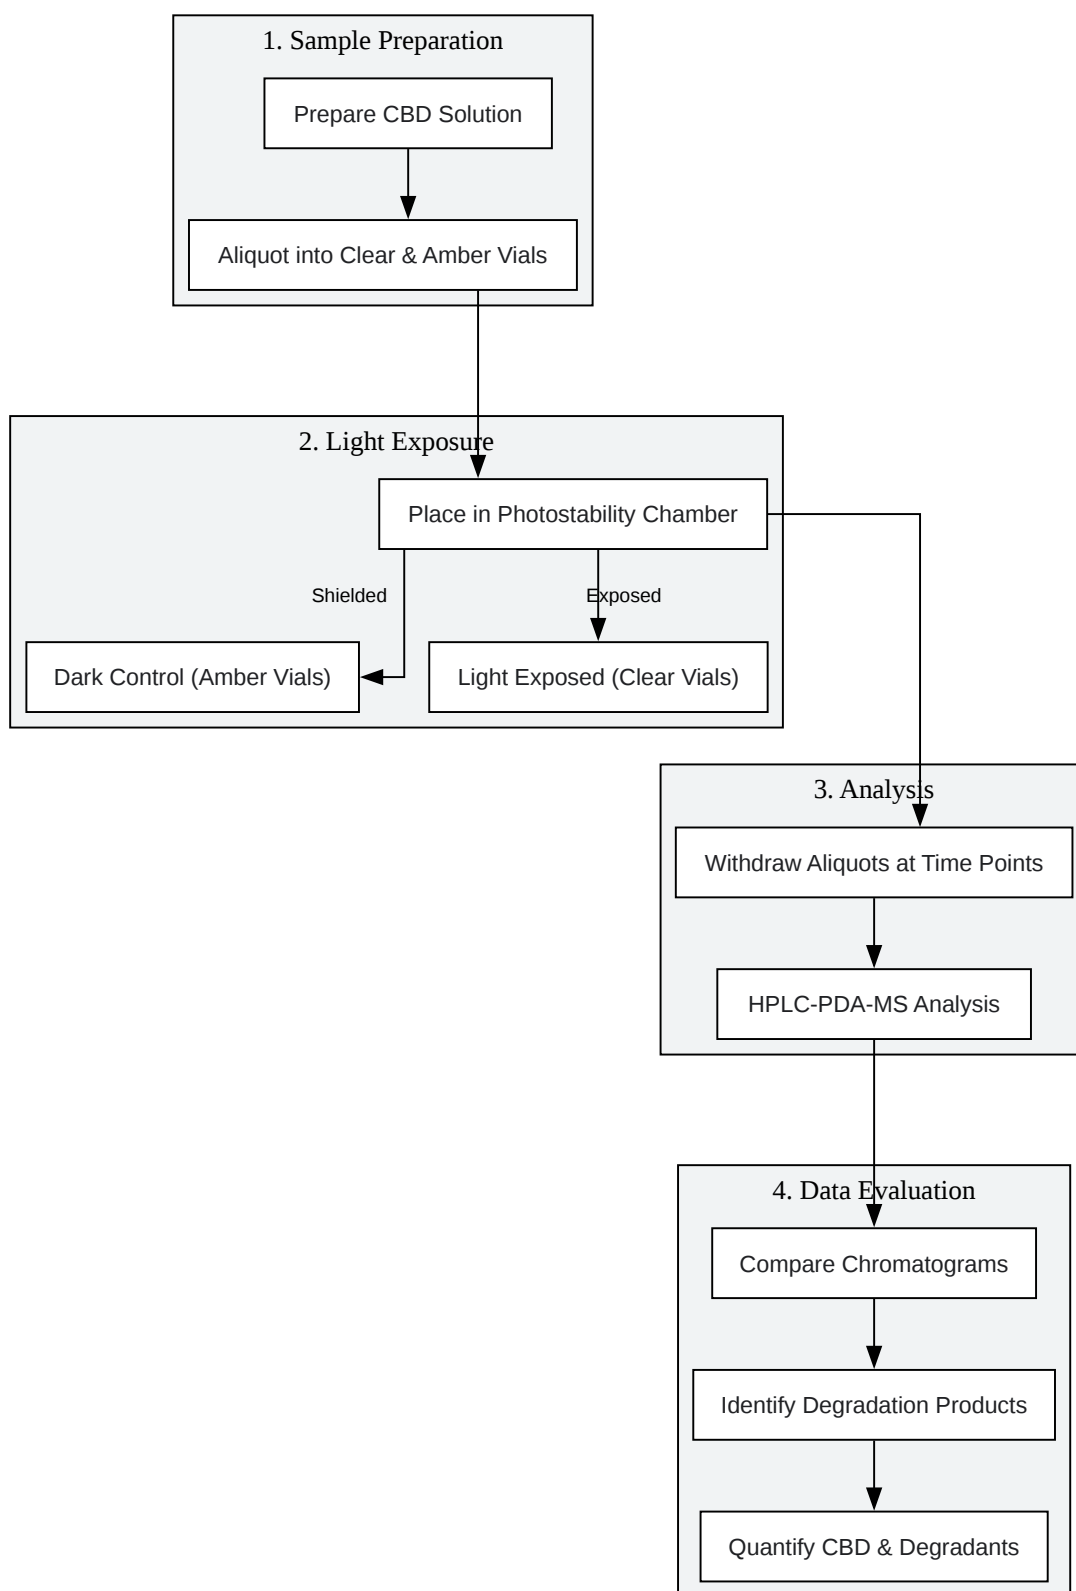 1. Sample Preparation
Prepare CBD Solution
Aliquot into Clear & Amber Vials
2. Light Exposure
Place in Photostability Chamber
Shielded
Exposed
Dark Control (Amber Vials)
Light Exposed (Clear Vials)
3. Analysis
Withdraw Aliquots at Time Points
HPLC-PDA-MS Analysis
4. Data Evaluation
Compare Chromatograms
Identify Degradation Products
Quantify CBD & Degradants